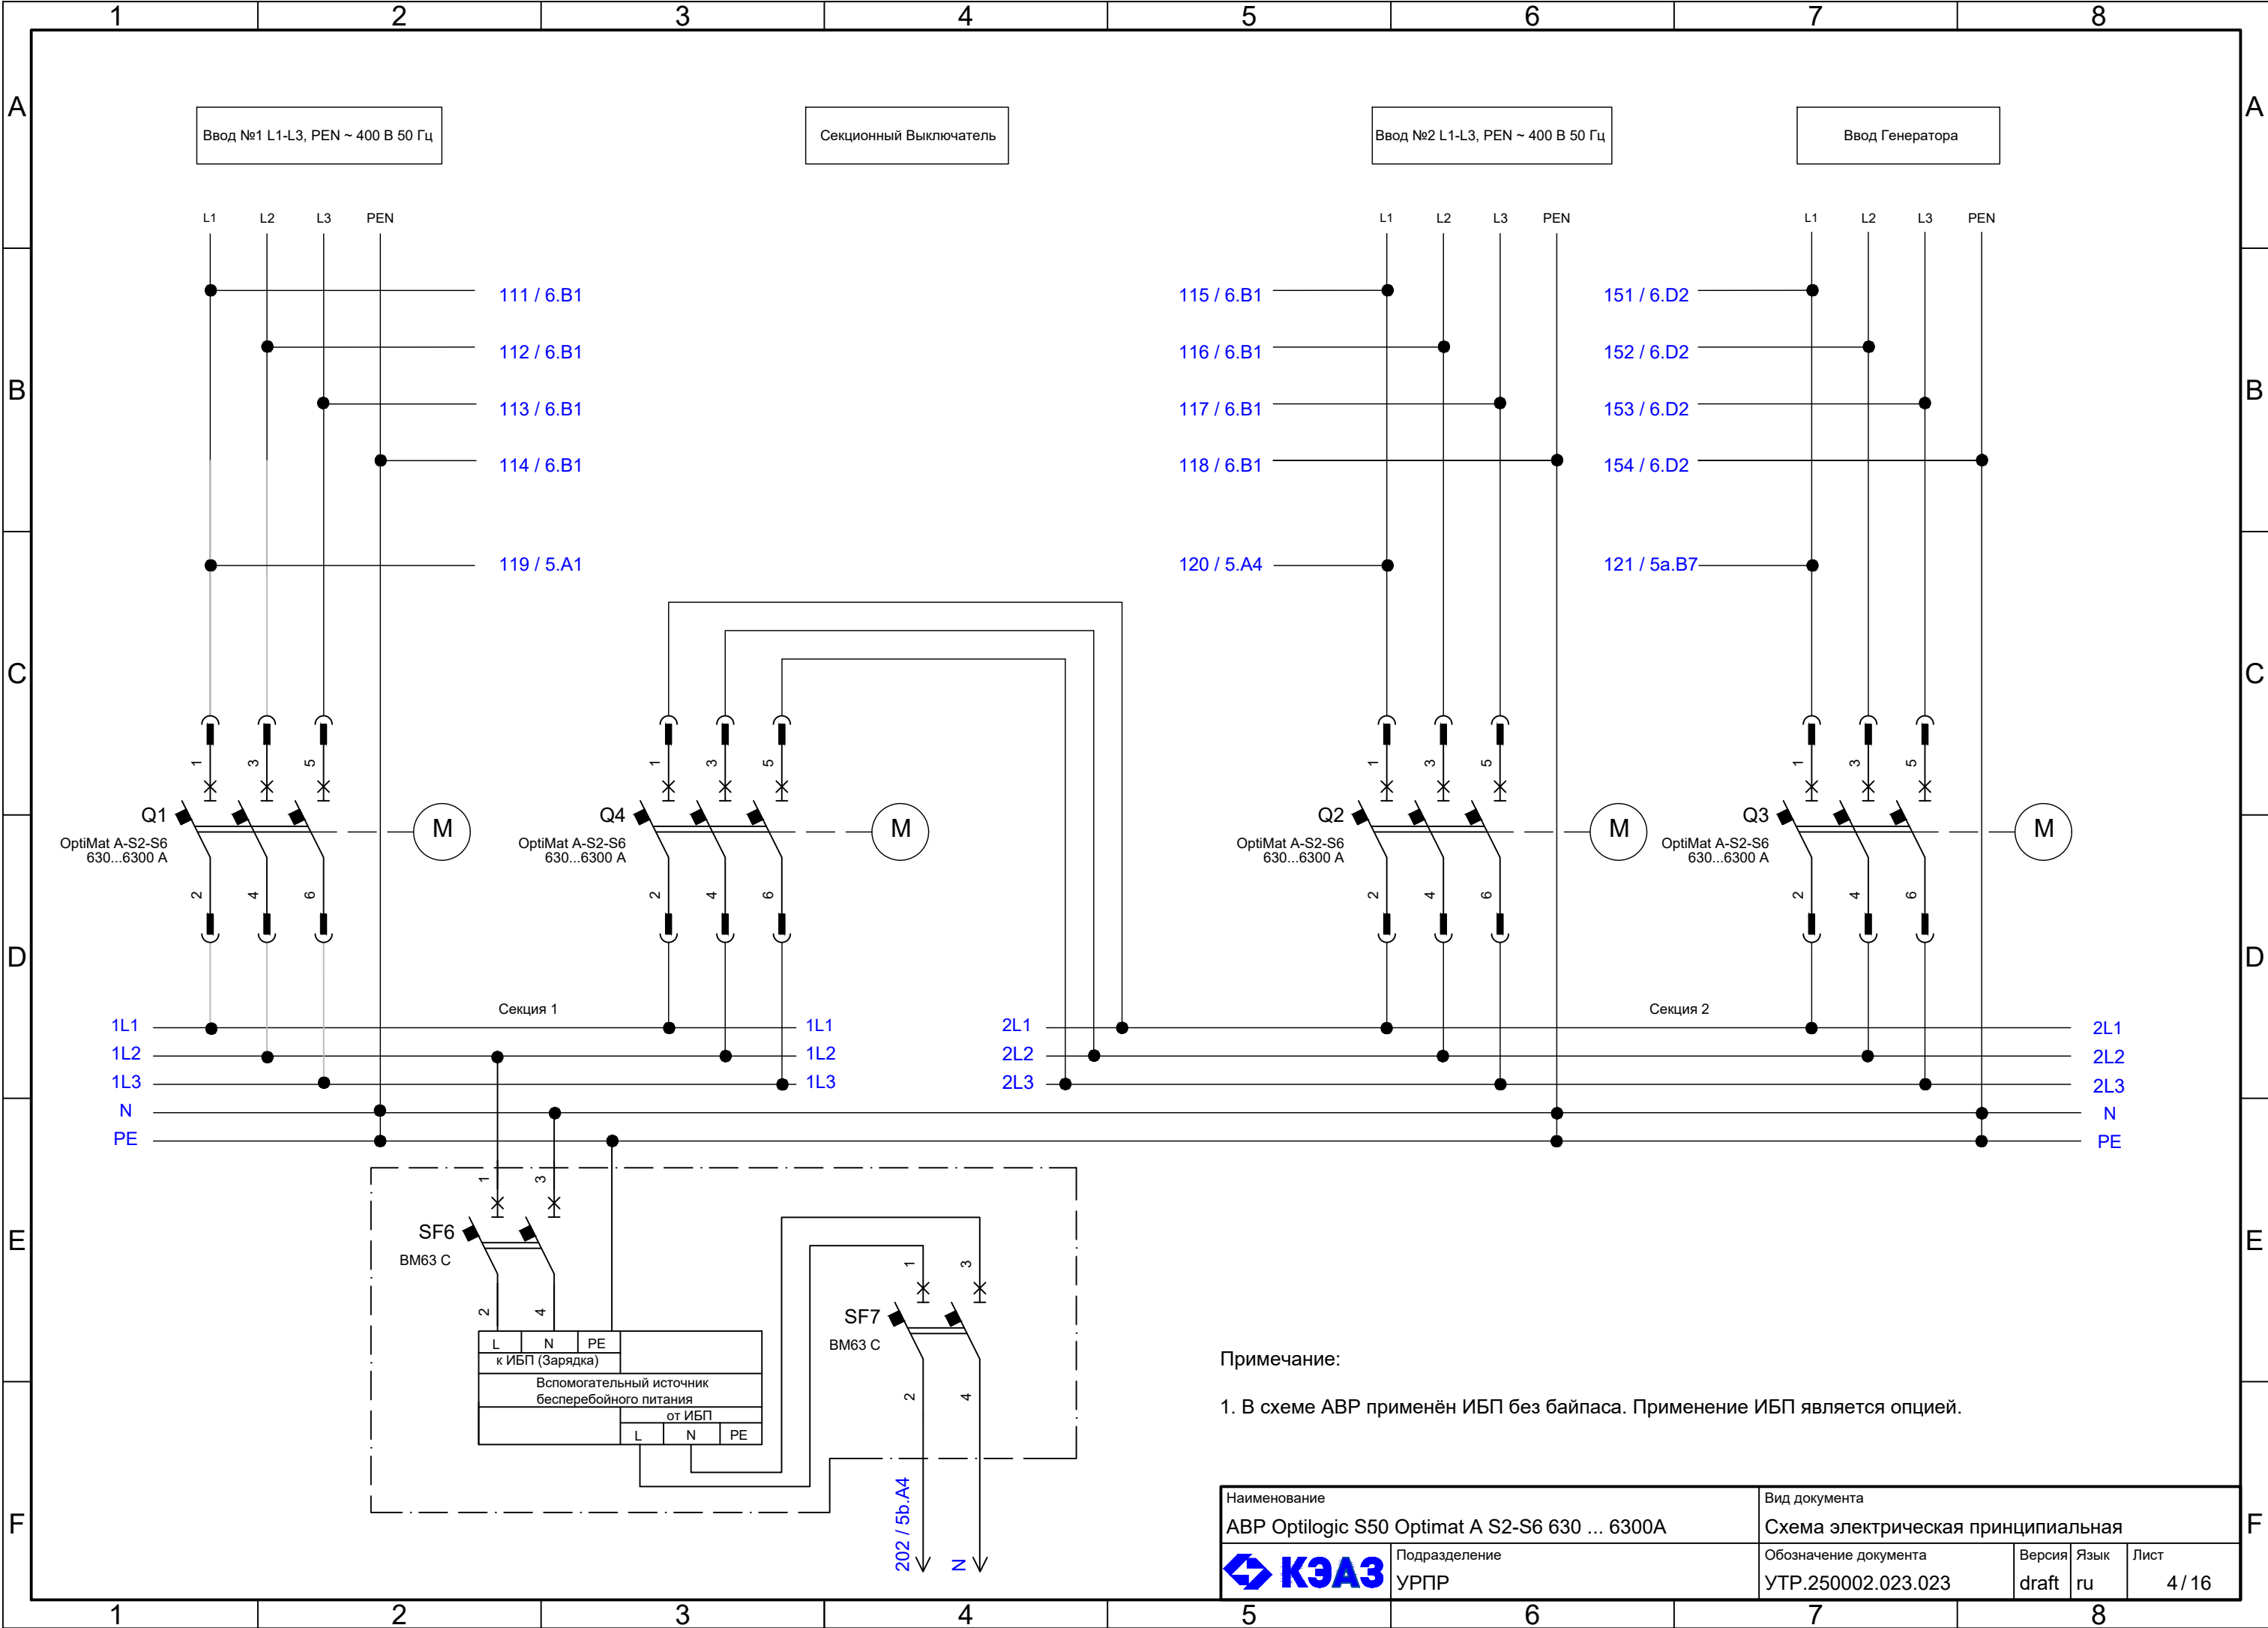 1 2 3 4 5 6 7 8
A A
Ввод №1 L1-L3, PEN ~ 400 В 50 Гц
Секционный Выключатель
Ввод №2 L1-L3, PEN ~ 400 В 50 Гц
Ввод Генератора
L1 L2 L3 PEN
L1 L2 L3 PEN
L1 L2 L3 PEN
111 / 6.B1
115 / 6.B1
151 / 6.D2
112 / 6.B1
116 / 6.B1
152 / 6.D2
B B
113 / 6.B1
117 / 6.B1
153 / 6.D2
114 / 6.B1
118 / 6.B1
154 / 6.D2
119 / 5.A1
120 / 5.A4
121 / 5a.B7
C C
1 3 5
1 3 5
1 3 5
1 3 5
Q1
OptiMat A-S2-S6
630...6300 A
M
Q4
OptiMat A-S2-S6
630...6300 A
M
Q2
OptiMat A-S2-S6
630...6300 A
M
Q3
OptiMat A-S2-S6
630...6300 A
M
2 4 6
2 4 6
2 4 6
2 4 6
D D
Секция 1
Секция 2
1L1 1L1 2L1 2L1
1L2 1L2 2L2 2L2
1L3 1L3 2L3 2L3
N N
PE PE
1 3
SF6
ВМ63 С
2 4
E E
1 3
SF7
ВМ63 С
2 4
L N PE
к ИБП (Зарядка)
Вспомогательный источник
бесперебойного питания
от ИБП
L N PE
202 / 5b.A4
N
Примечание:
1. В схеме АВР применён ИБП без байпаса. Применение ИБП является опцией.
F F
Наименование
АВР Optilogic S50 Optimat A S2-S6 630 ... 6300A
Вид документа
Схема электрическая принципиальная
КЭАЗ
Подразделение
УРПР
Обозначение документа
УТР.250002.023.023
Версия
draft
Язык
ru
Лист
4 / 16
1 2 3 4 5 6 7 8